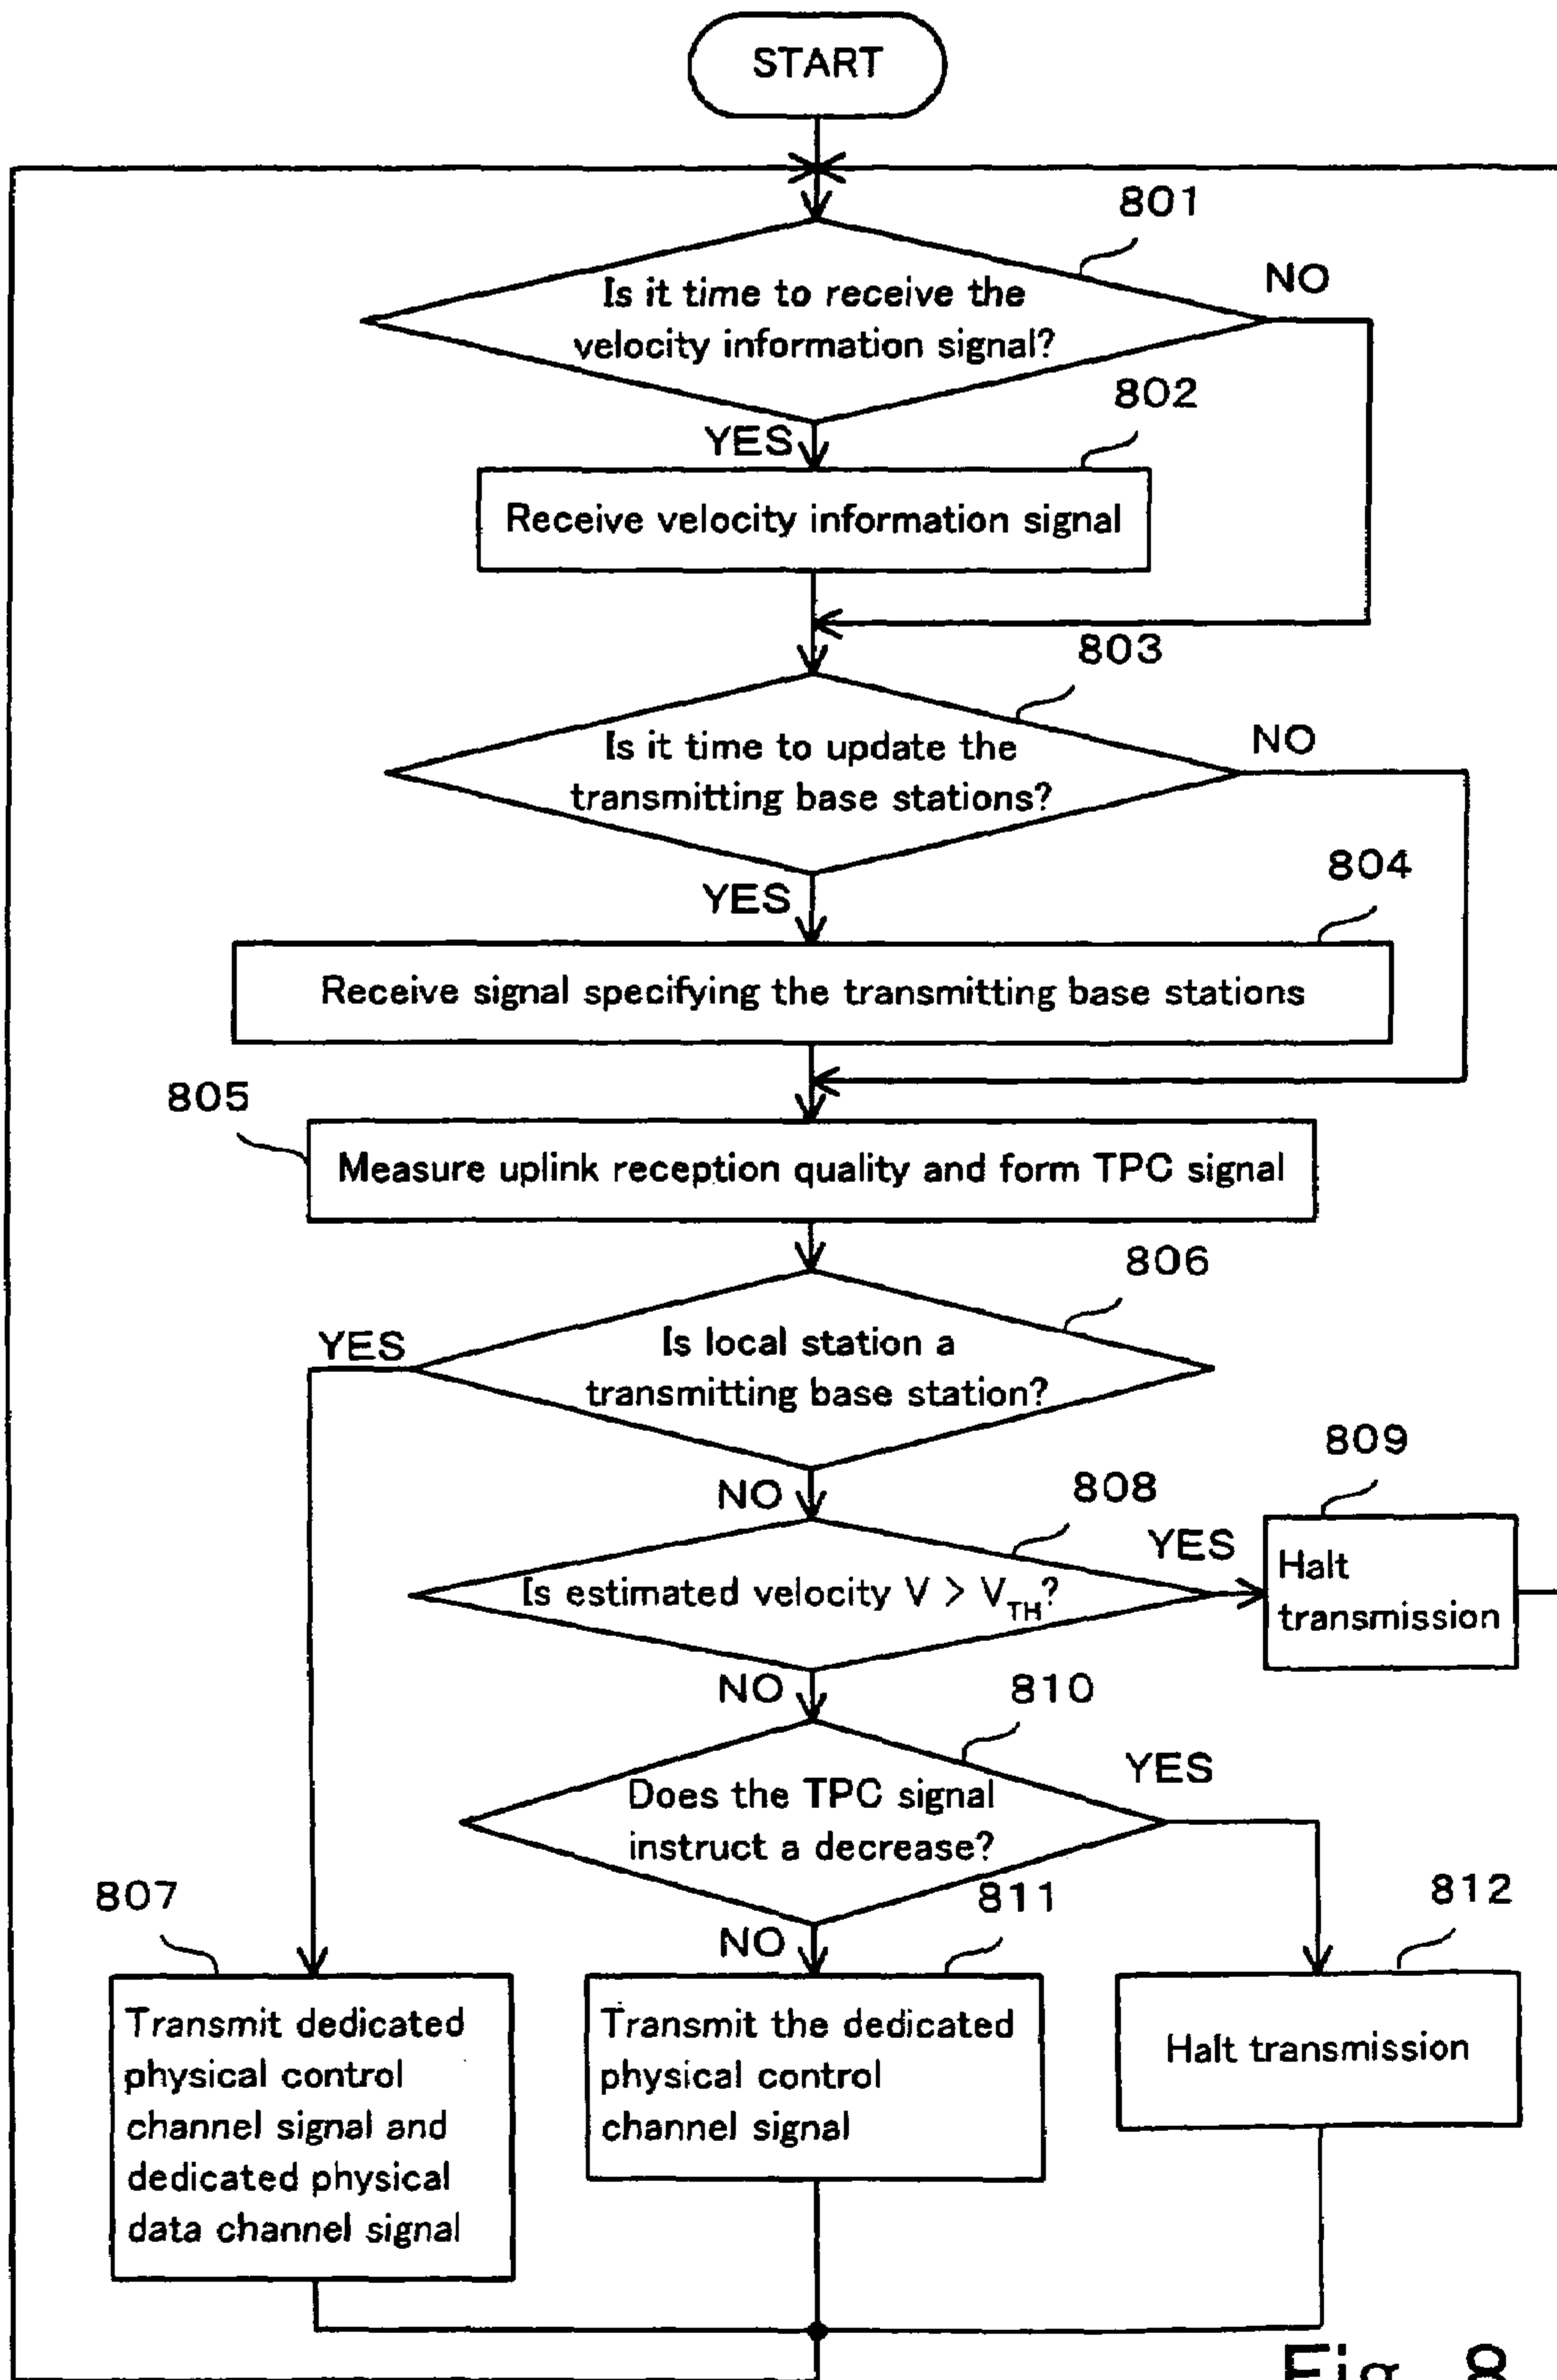 START
801
Is it time to receive the
velocity information signal?
NO
802
YES
Receive velocity information signal
803
Is it time to update the
transmitting base stations?
NO
804
YES
Receive signal specifying the transmitting base stations
805
Measure uplink reception quality and form TPC signal
806
YES
Is local station a
transmitting base station?
809
NO
808
YES
Is estimated velocity V > VTH?
Halt
transmission
NO
810
YES
Does the TPC signal
instruct a decrease?
807
811
812
NO
Transmit dedicated
physical control
channel signal and
dedicated physical
data channel signal
Transmit the dedicated
physical control
channel signal
Halt transmission
Fig. 8